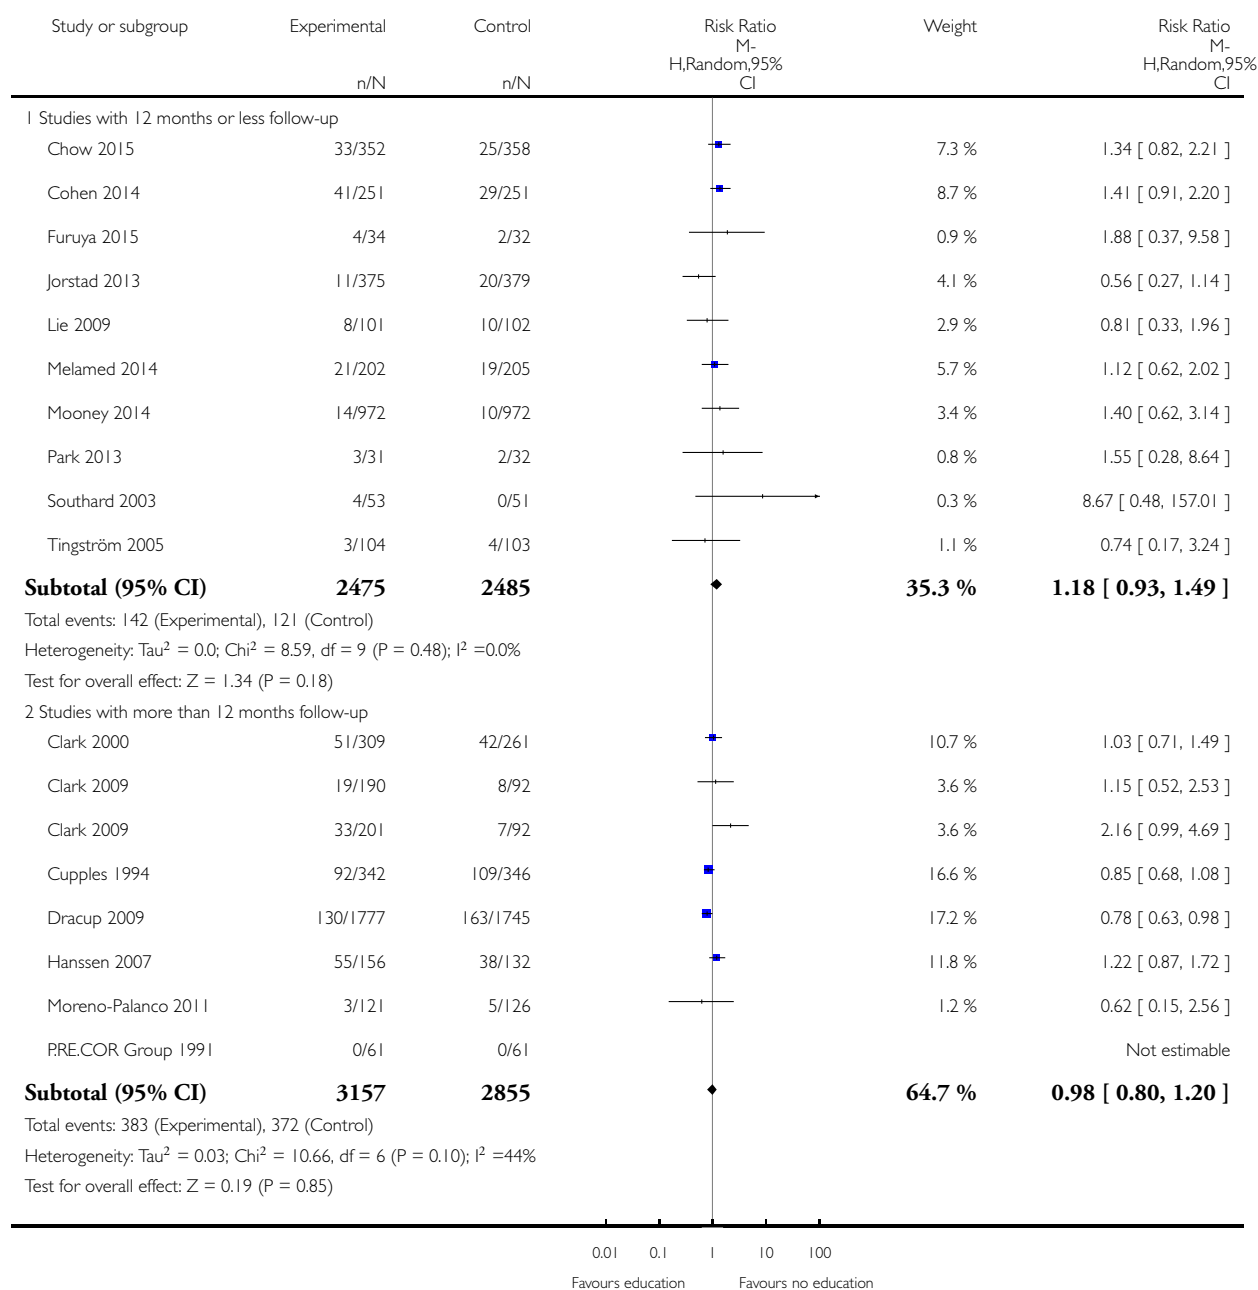 Study or subgroup Experimental Control Risk Ratio Weight Risk Ratio
M- M-
H,Random,95% H,Random,95%
n/N n/N CI CI
1 Studies with 12 months or less follow-up
Chow 2015 33/352 25/358 7.3 % 1.34 [ 0.82, 2.21 ]
Cohen 2014 41/251 29/251 8.7 % 1.41 [ 0.91, 2.20 ]
Furuya 2015 4/34 2/32 0.9 % 1.88 [ 0.37, 9.58 ]
Jorstad 2013 11/375 20/379 4.1 % 0.56 [ 0.27, 1.14 ]
Lie 2009 8/101 10/102 2.9 % 0.81 [ 0.33, 1.96 ]
Melamed 2014 21/202 19/205 5.7 % 1.12 [ 0.62, 2.02 ]
Mooney 2014 14/972 10/972 3.4 % 1.40 [ 0.62, 3.14 ]
Park 2013 3/31 2/32 0.8 % 1.55 [ 0.28, 8.64 ]
Southard 2003 4/53 0/51 0.3 % 8.67 [ 0.48, 157.01 ]
Tingström 2005 3/104 4/103 1.1 % 0.74 [ 0.17, 3.24 ]
Subtotal (95% CI) 2475 2485 35.3 % 1.18 [ 0.93, 1.49 ]
Total events: 142 (Experimental), 121 (Control)
Heterogeneity: Tau² = 0.0; Chi² = 8.59, df = 9 (P = 0.48); I² =0.0%
Test for overall effect: Z = 1.34 (P = 0.18)
2 Studies with more than 12 months follow-up
Clark 2000 51/309 42/261 10.7 % 1.03 [ 0.71, 1.49 ]
Clark 2009 19/190 8/92 3.6 % 1.15 [ 0.52, 2.53 ]
Clark 2009 33/201 7/92 3.6 % 2.16 [ 0.99, 4.69 ]
Cupples 1994 92/342 109/346 16.6 % 0.85 [ 0.68, 1.08 ]
Dracup 2009 130/1777 163/1745 17.2 % 0.78 [ 0.63, 0.98 ]
Hanssen 2007 55/156 38/132 11.8 % 1.22 [ 0.87, 1.72 ]
Moreno-Palanco 2011 3/121 5/126 1.2 % 0.62 [ 0.15, 2.56 ]
P.RE.COR Group 1991 0/61 0/61 Not estimable
Subtotal (95% CI) 3157 2855 64.7 % 0.98 [ 0.80, 1.20 ]
Total events: 383 (Experimental), 372 (Control)
Heterogeneity: Tau² = 0.03; Chi² = 10.66, df = 6 (P = 0.10); I² =44%
Test for overall effect: Z = 0.19 (P = 0.85)
0.01 0.1 1 10 100
Favours education Favours no education